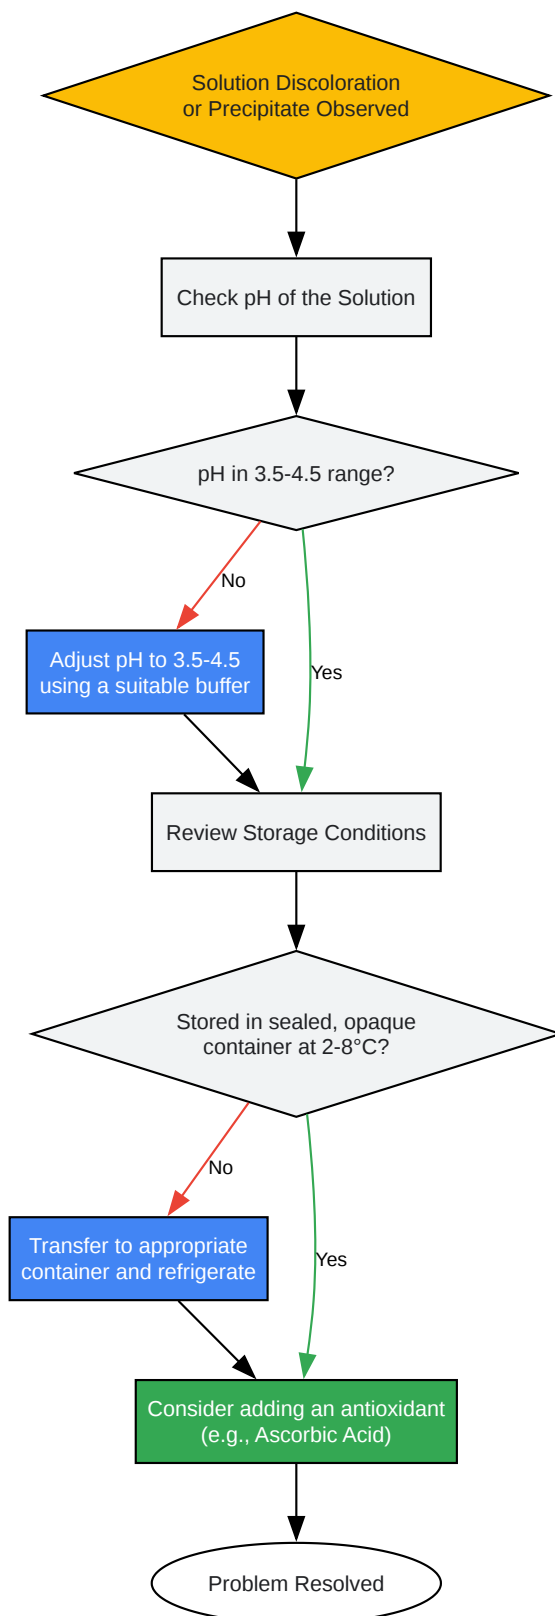 Solution Discoloration
or Precipitate Observed
Check pH of the Solution
pH in 3.5-4.5 range?
No
Adjust pH to 3.5-4.5
using a suitable buffer
Yes
Review Storage Conditions
Stored in sealed, opaque
container at 2-8°C?
No
Transfer to appropriate
container and refrigerate
Yes
Consider adding an antioxidant
(e.g., Ascorbic Acid)
Problem Resolved